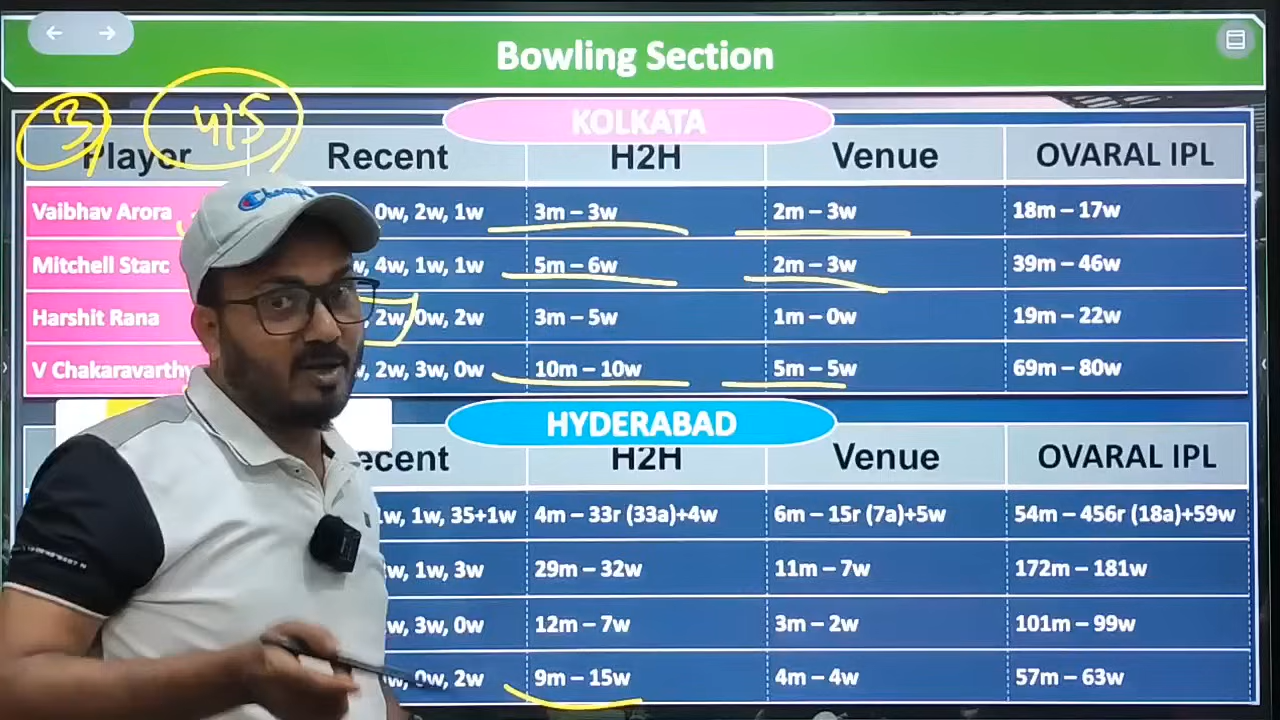 Bowling Section
3 4/5
KOLKATA
Player Recent H2H Venue OVARAL IPL
Vaibhav Arora 0w, 2w, 1w 3m – 3w 2m – 3w 18m – 17w
Mitchell Starc 4w, 1w, 1w 5m – 6w 2m – 3w 39m – 46w
Harshit Rana 2w, 0w, 2w 3m – 5w 1m – 0w 19m – 22w
V Chakaravarthy 2w, 3w, 0w 10m – 10w 5m – 5w 69m – 80w
HYDERABAD
H2H Venue OVARAL IPL
1w, 35+1w 4m – 33r (33a)+4w 6m – 15r (7a)+5w 54m – 456r (18a)+59w
1w, 3w 29m – 32w 11m – 7w 172m – 181w
3w, 0w 12m – 7w 3m – 2w 101m – 99w
0w, 2w 9m – 15w 4m – 4w 57m – 63w